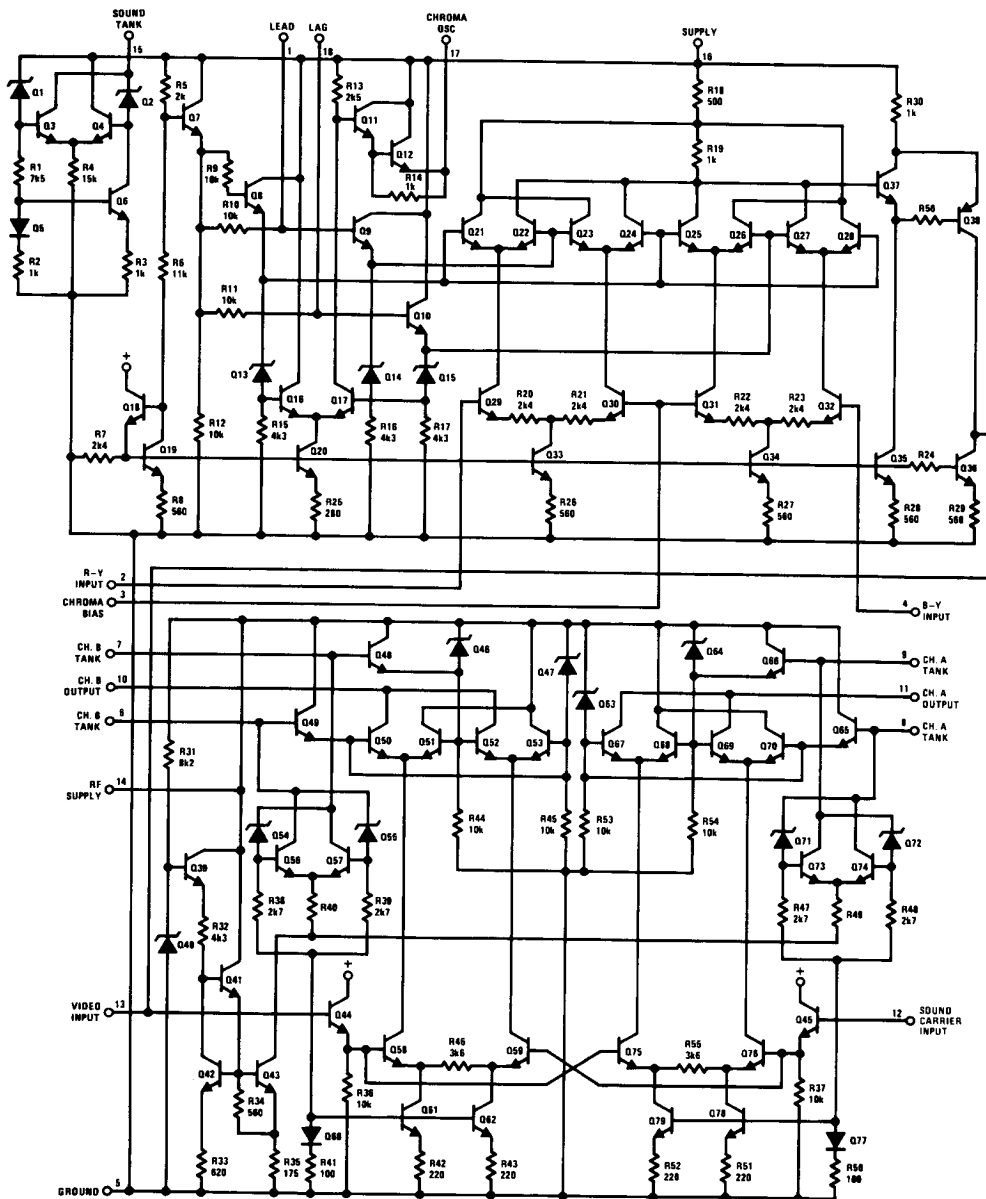 SOUND TANK
15
LEAD
1
LAG
18
CHROMA OSC
17
SUPPLY
16
Q1
Q2
Q3
Q4
R5 2k
Q7
R13 2k5
Q11
Q12
R14 1k
R18 500
R19 1k
R30 1k
R1 7k5
R4 15k
Q6
R9 10k
Q8
R10 10k
Q9
Q21
Q22
Q23
Q24
Q25
Q26
Q27
Q28
Q37
R56
Q38
Q5
R2 1k
R3 1k
R6 11k
R11 10k
Q10
Q18
Q13
Q16
Q17
Q14
Q15
Q29
R20 2k4
R21 2k4
Q30
Q31
R22 2k4
R23 2k4
Q32
R7 2k4
Q19
R12 10k
R15 4k3
Q20
R16 4k3
R17 4k3
Q33
Q34
Q35
R24
Q36
R8 560
R25 280
R26 560
R27 560
R28 560
R29 560
R-Y INPUT
2
CHROMA BIAS
3
4
B-Y INPUT
CH. B TANK
7
CH. B OUTPUT
10
CH. B TANK
6
Q48
Q46
Q47
Q63
Q64
Q66
9
CH. A TANK
11
CH. A OUTPUT
8
CH. A TANK
Q49
Q50
Q51
Q52
Q53
Q67
Q68
Q69
Q70
Q65
R31 8k2
RF SUPPLY
14
R44 10k
R45 10k
R53 10k
R54 10k
Q54
Q56
Q57
Q55
Q71
Q73
Q74
Q72
Q39
R38 2k7
R40
R39 2k7
R47 2k7
R48 2k7
Q40
R32 4k3
Q41
VIDEO INPUT
13
Q44
Q45
12
SOUND CARRIER INPUT
Q58
R46 3k6
Q59
Q75
R55 3k6
Q76
Q42
Q43
R34 560
R36 10k
R37 10k
Q61
Q62
Q79
Q78
Q60
Q77
R33 620
R35 175
R41 100
R42 220
R43 220
R52 220
R51 220
R50 100
GROUND
5